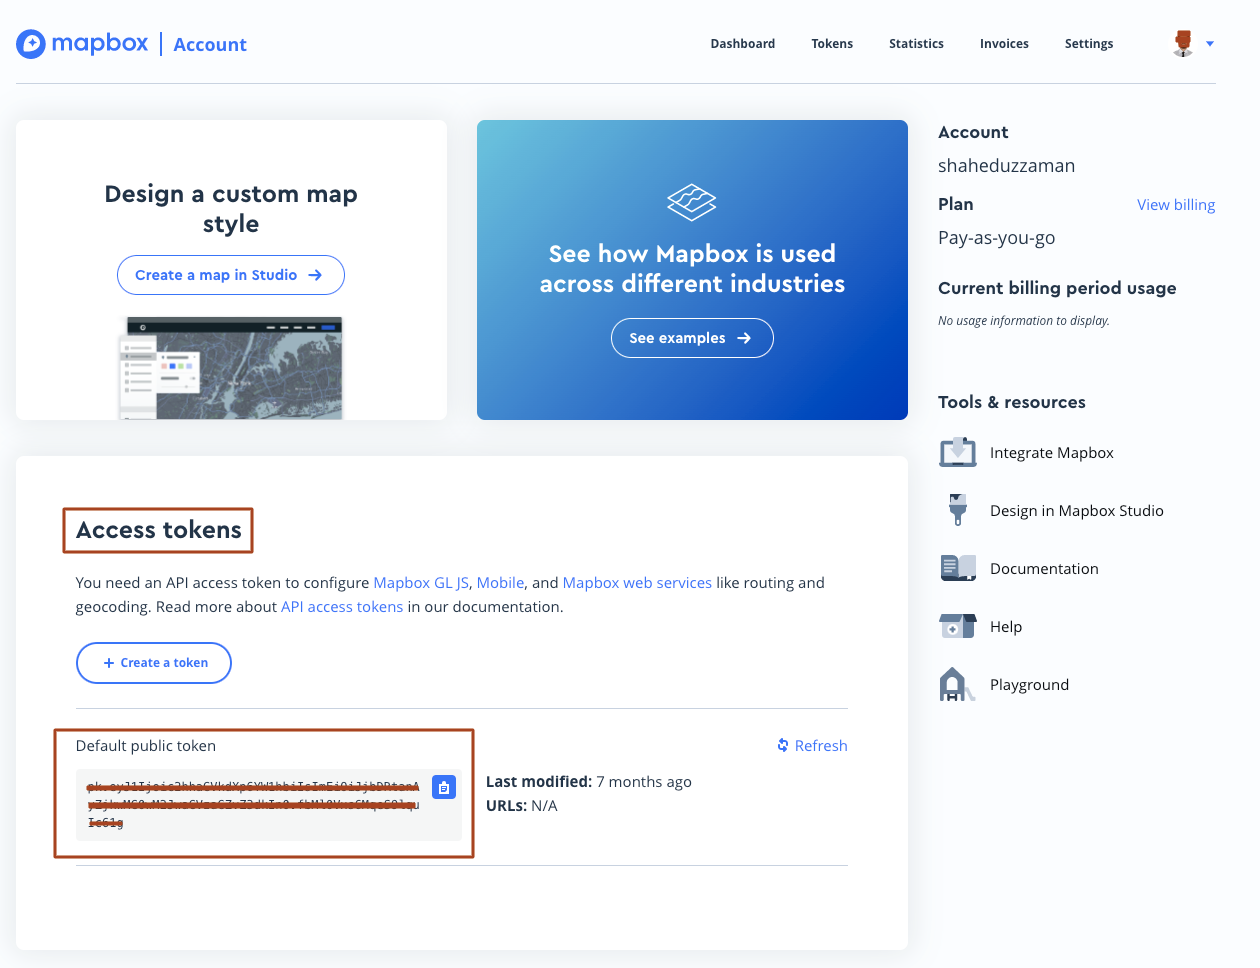 mapbox | Account
Dashboard
Tokens
Statistics
Invoices
Settings
Design a custom map
style
Create a map in Studio →
See how Mapbox is used
across different industries
See examples →
Account
shaheduzzaman
Plan
View billing
Pay-as-you-go
Current billing period usage
No usage information to display.
Tools & resources
Integrate Mapbox
Design in Mapbox Studio
Documentation
Help
Playground
Access tokens
You need an API access token to configure Mapbox GL JS, Mobile, and Mapbox web services like routing and
geocoding. Read more about API access tokens in our documentation.
+ Create a token
Default public token
Refresh
Last modified: 7 months ago
URLs: N/A